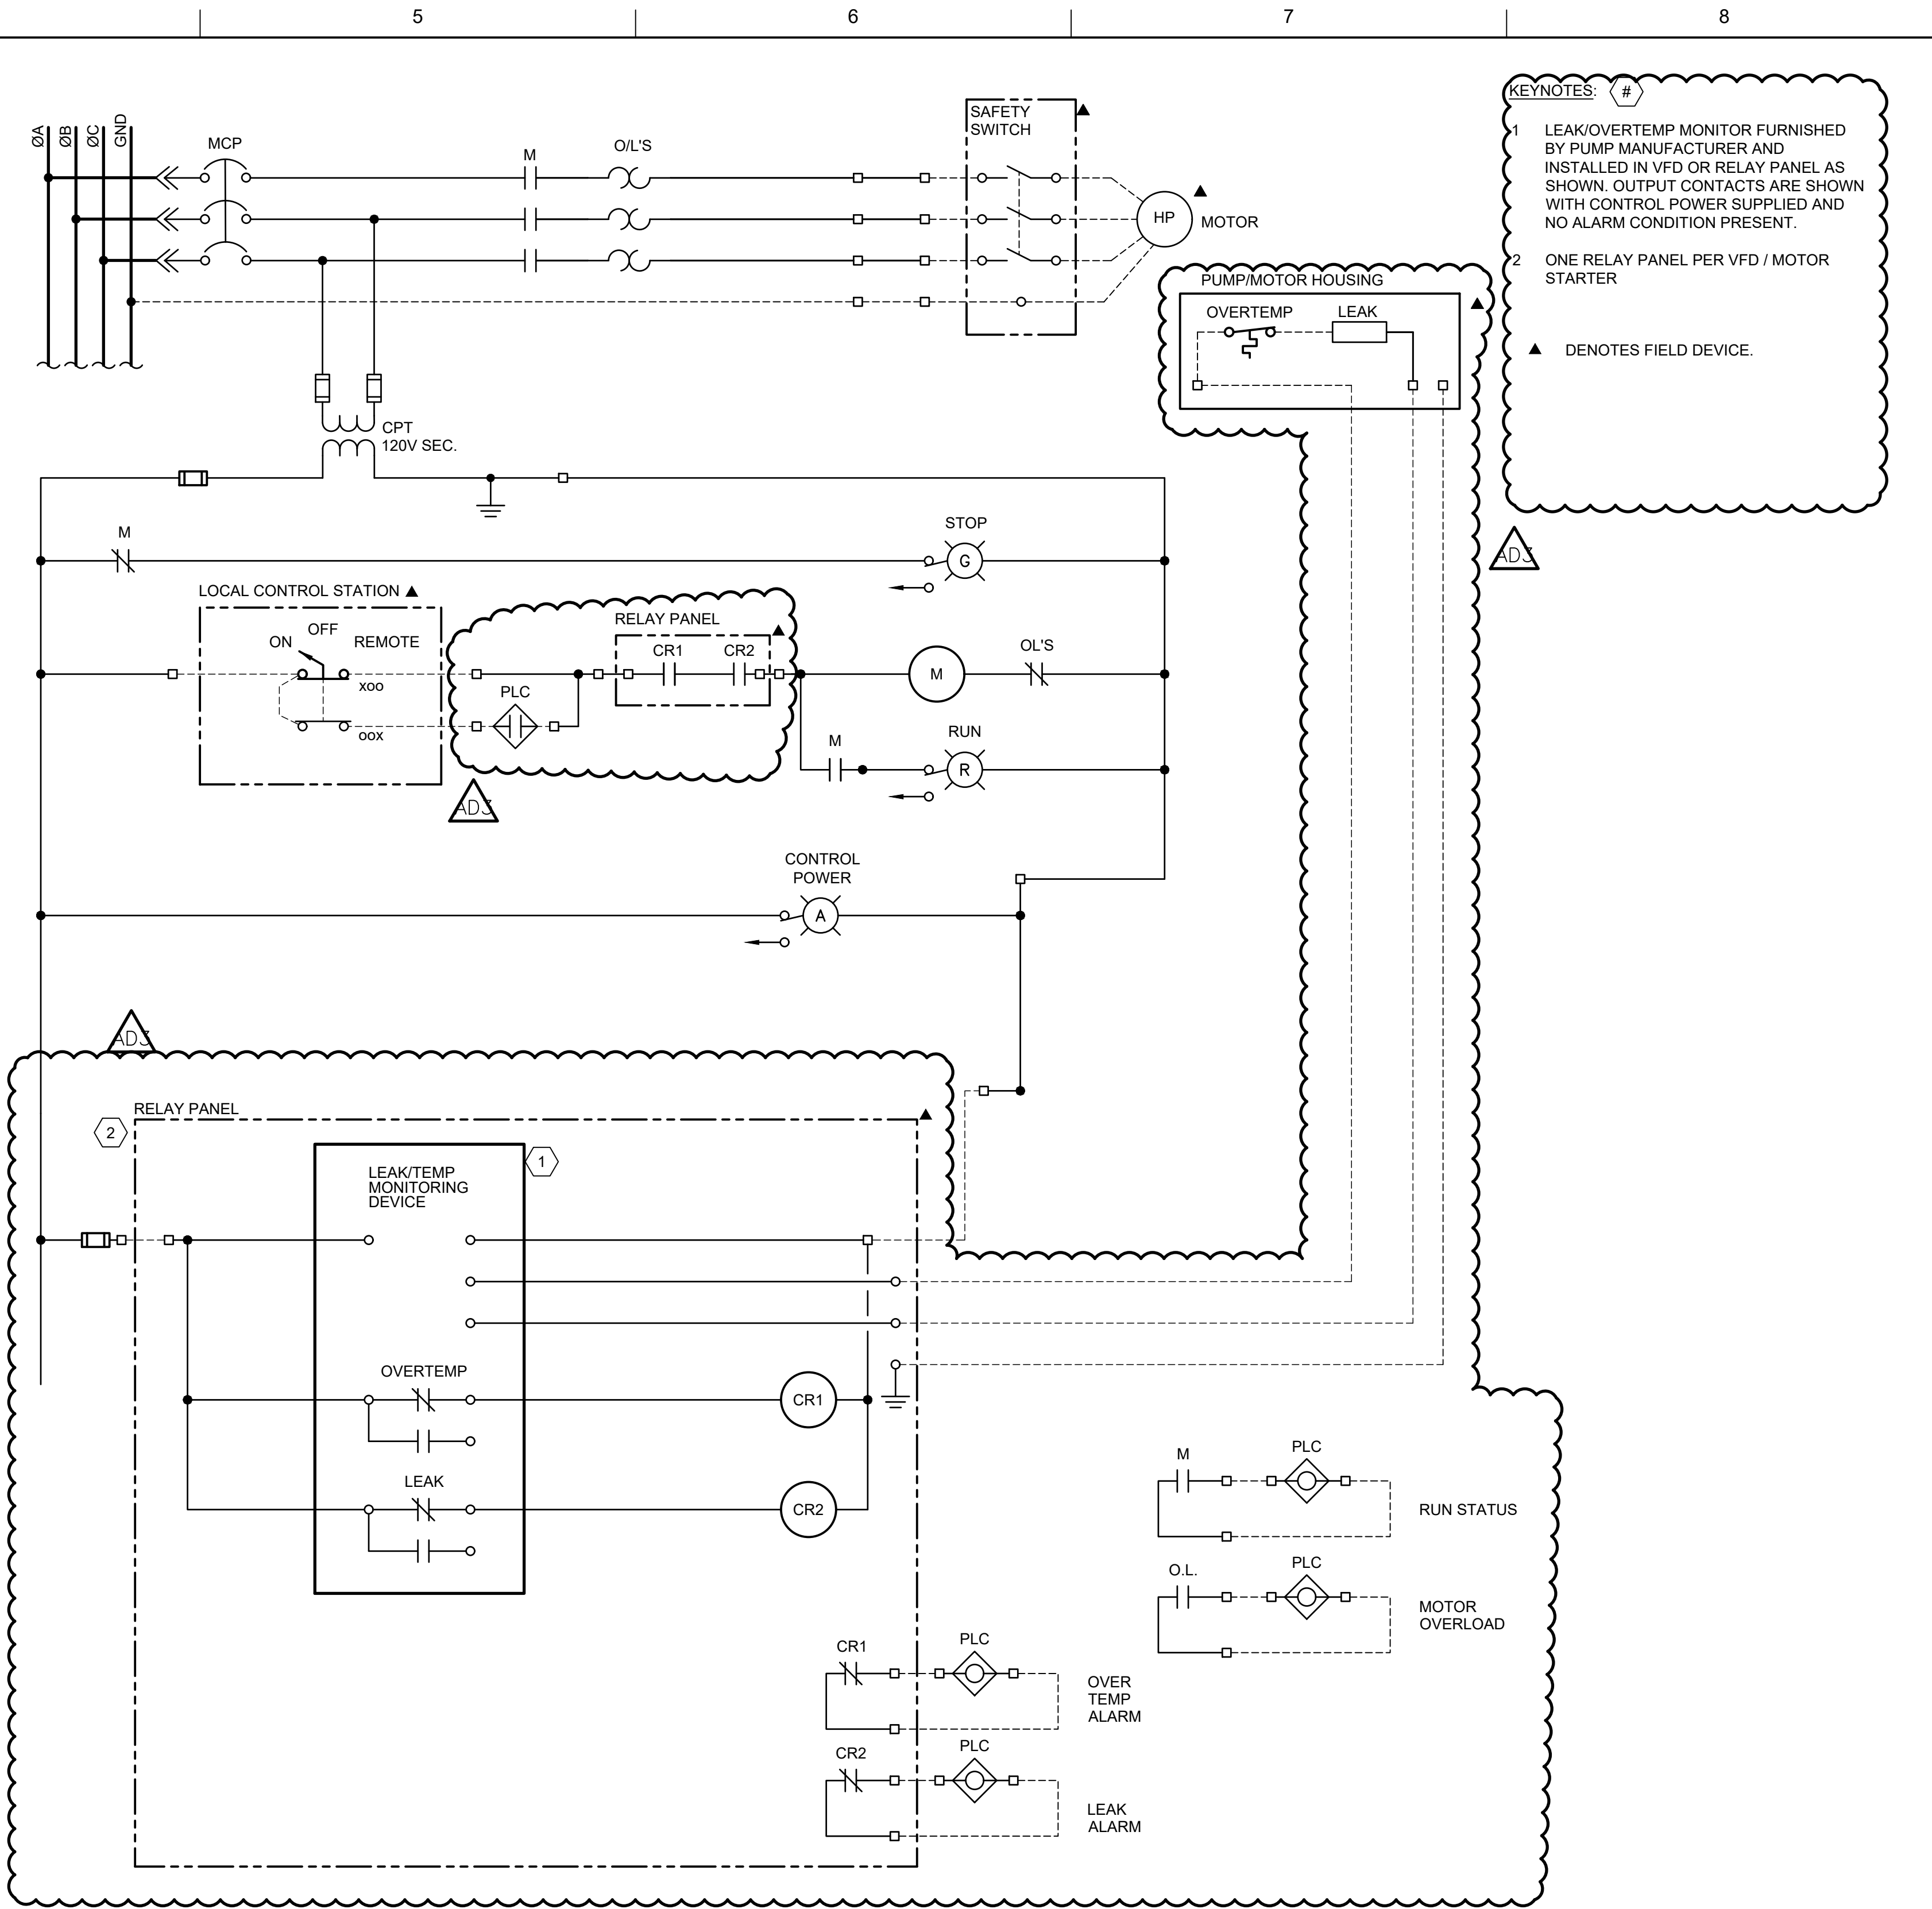 5
6
7
8
ØA
ØB
ØC
GND
MCP
M
O/L'S
SAFETY
SWITCH
HP
MOTOR
KEYNOTES: #
1 LEAK/OVERTEMP MONITOR FURNISHED
BY PUMP MANUFACTURER AND
INSTALLED IN VFD OR RELAY PANEL AS
SHOWN. OUTPUT CONTACTS ARE SHOWN
WITH CONTROL POWER SUPPLIED AND
NO ALARM CONDITION PRESENT.
2 ONE RELAY PANEL PER VFD / MOTOR
STARTER
DENOTES FIELD DEVICE.
AD3
PUMP/MOTOR HOUSING
OVERTEMP
LEAK
CPT
120V SEC.
M
STOP
G
LOCAL CONTROL STATION
ON
OFF
REMOTE
xoo
oox
RELAY PANEL
CR1
CR2
PLC
AD3
M
OL'S
M
RUN
R
CONTROL
POWER
A
AD3
RELAY PANEL
2
1
LEAK/TEMP
MONITORING
DEVICE
OVERTEMP
CR1
LEAK
CR2
M
PLC
RUN STATUS
O.L.
PLC
MOTOR
OVERLOAD
CR1
PLC
OVER
TEMP
ALARM
CR2
PLC
LEAK
ALARM